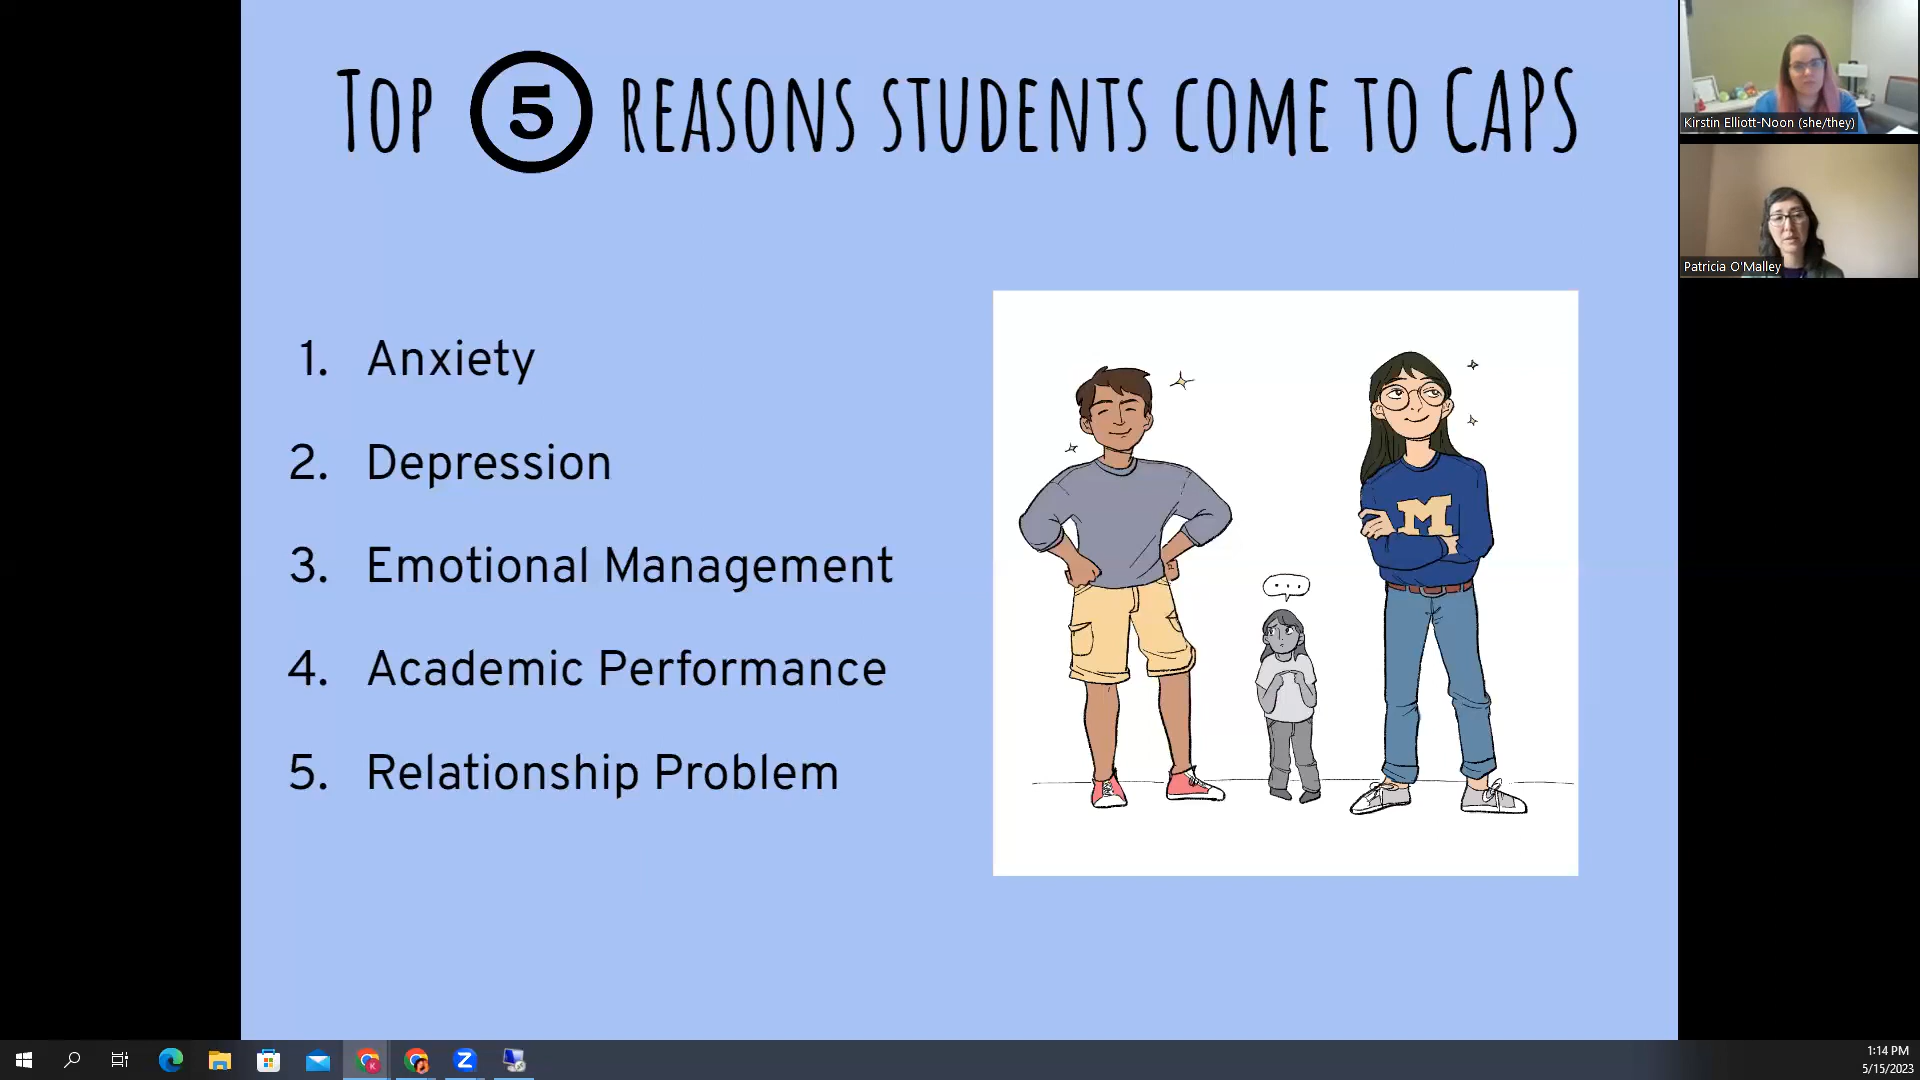 Top 5 reasons students come to CAPS
1. Anxiety
2. Depression
3. Emotional Management
4. Academic Performance
5. Relationship Problem
...
M
Kirstin Elliott-Noon (she/they)
Patricia O'Malley
K
Z
1:14 PM
5/15/2023